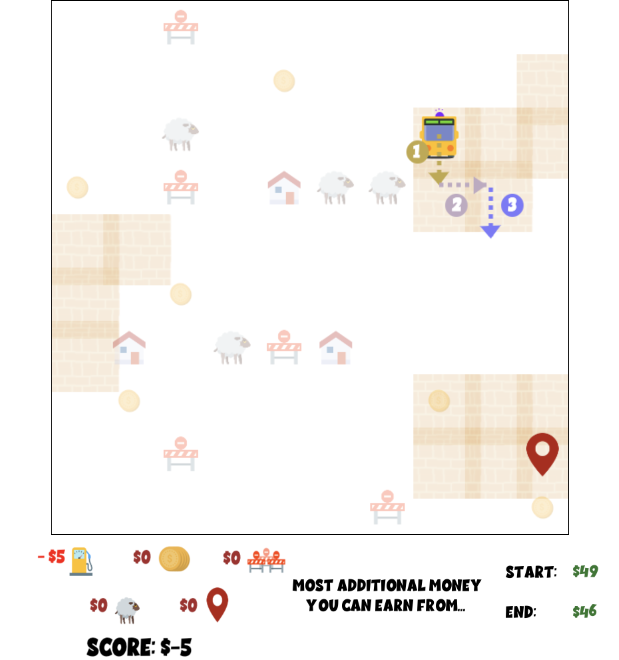 1
2
3
- $5
$0
$0
$0
$0
SCORE: $-5
MOST ADDITIONAL MONEY
YOU CAN EARN FROM...
START: $49
END: $46